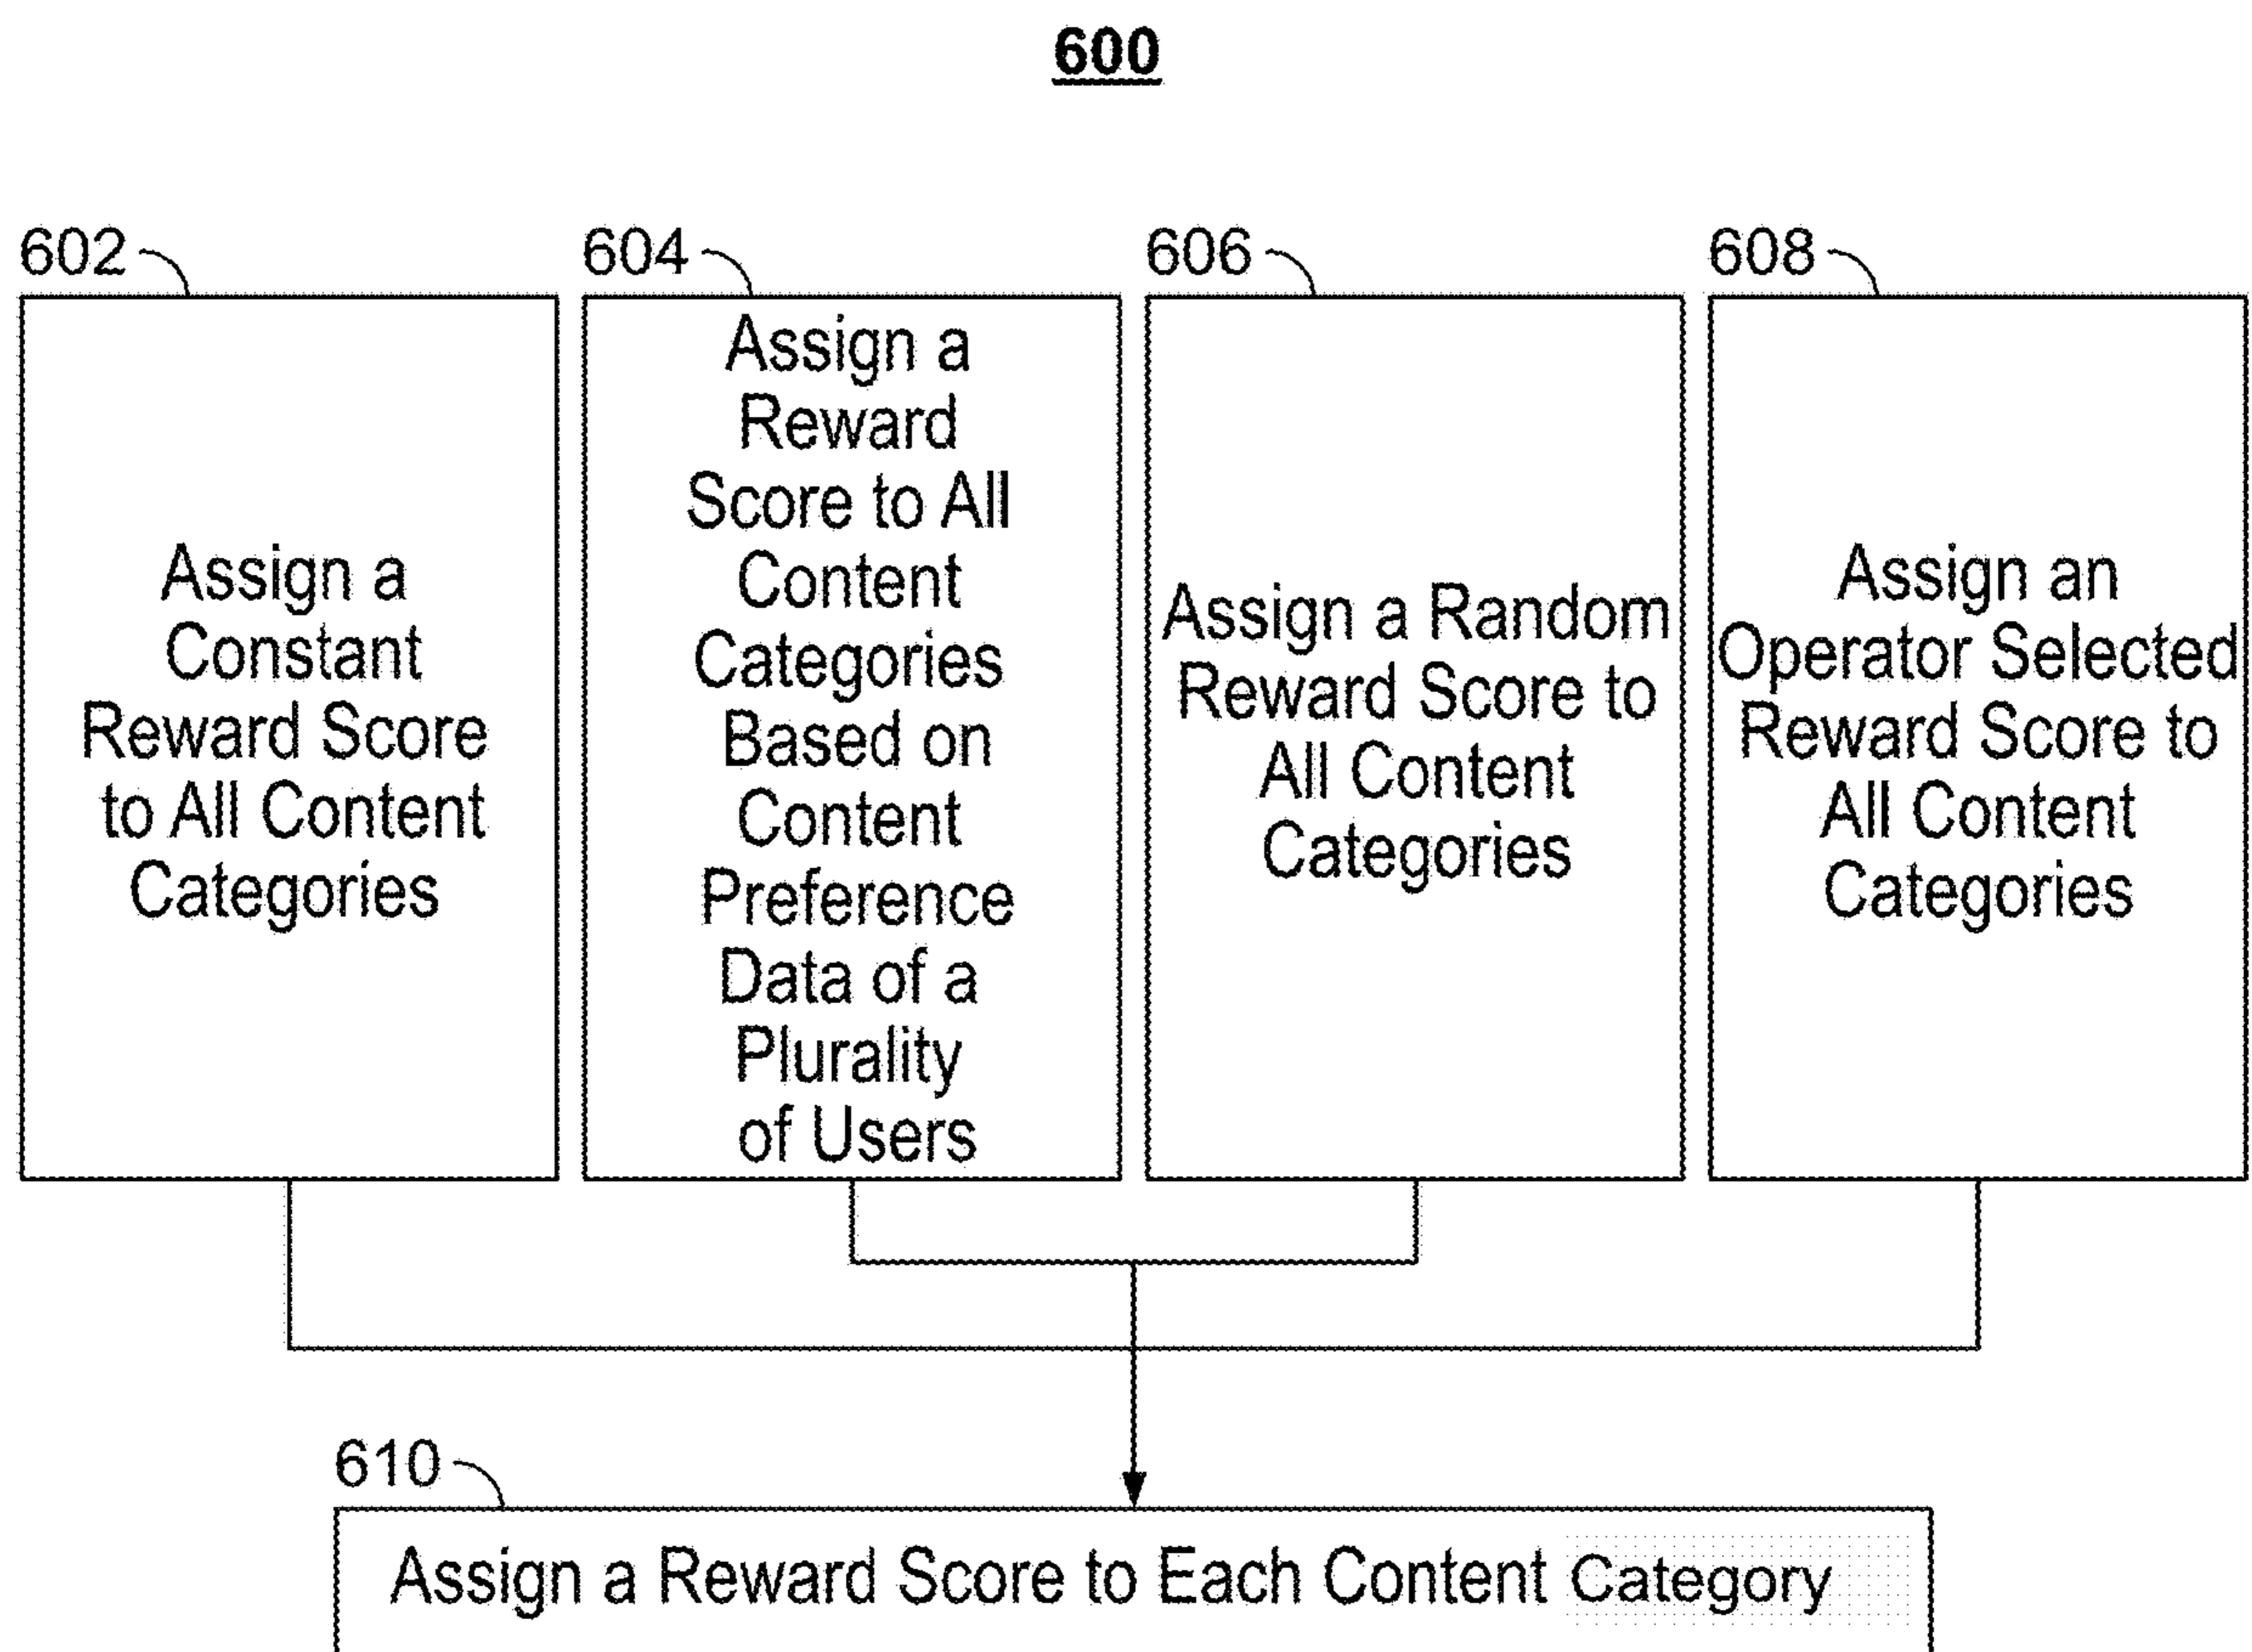 600
602
Assign a
Constant
Reward Score
to All Content
Categories
604
Assign a
Reward
Score to All
Content
Categories
Based on
Content
Preference
Data of a
Plurality
of Users
606
Assign a Random
Reward Score to
All Content
Categories
608
Assign an
Operator Selected
Reward Score to
All Content
Categories
610
Assign a Reward Score to Each Content Category